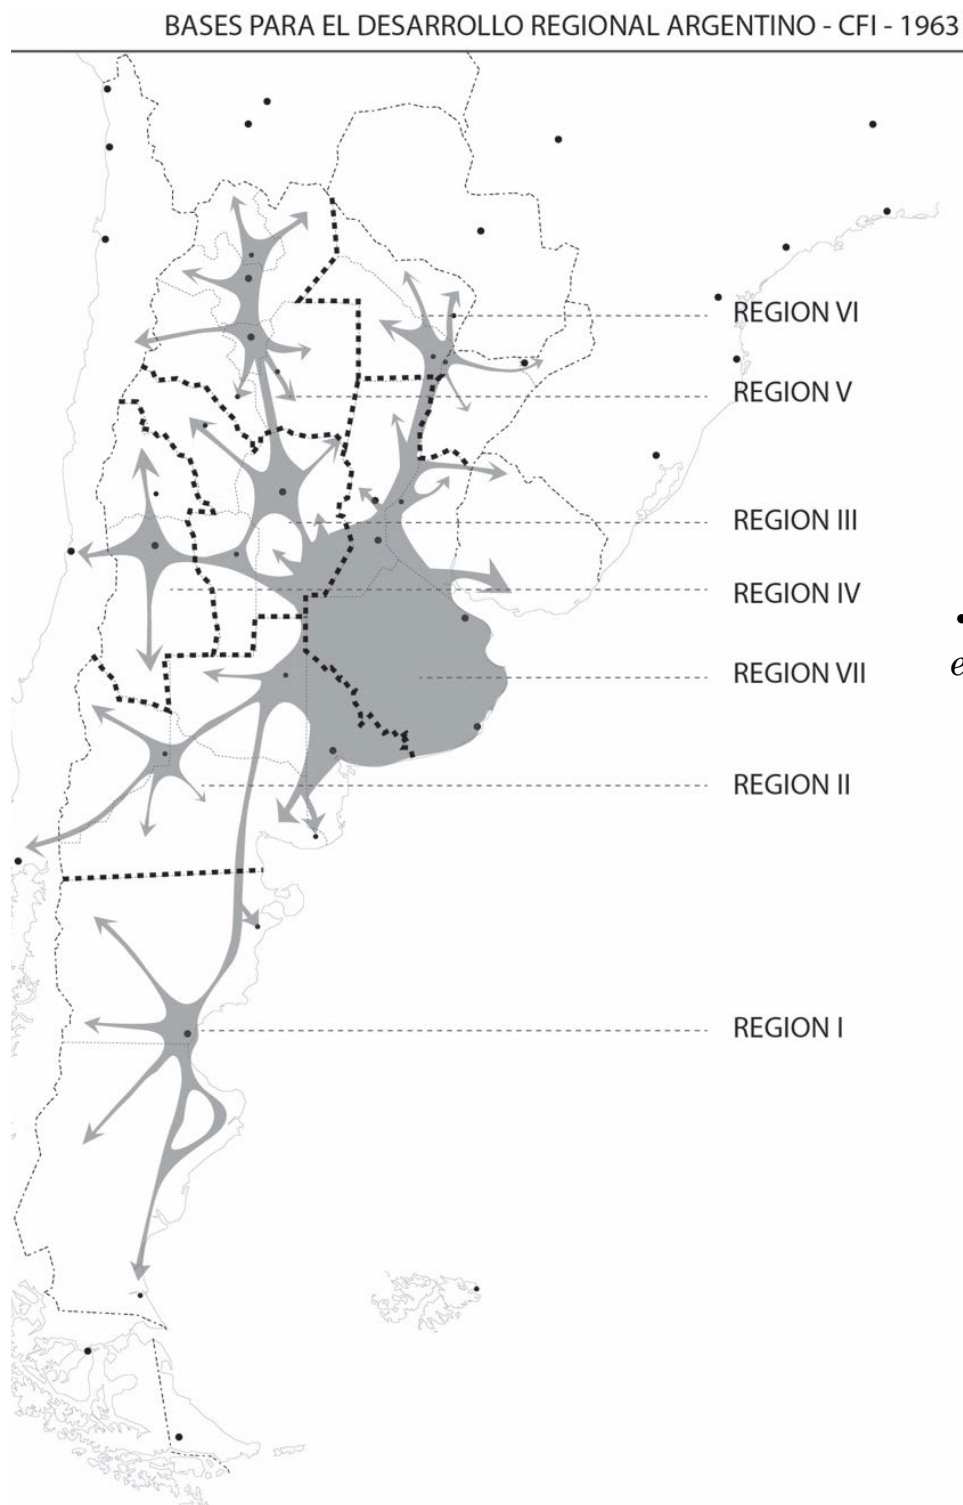 BASES PARA EL DESARROLLO REGIONAL ARGENTINO - CFI - 1963
REGION VI
REGION V
REGION III
REGION IV
•
e
REGION VII
REGION II
REGION I